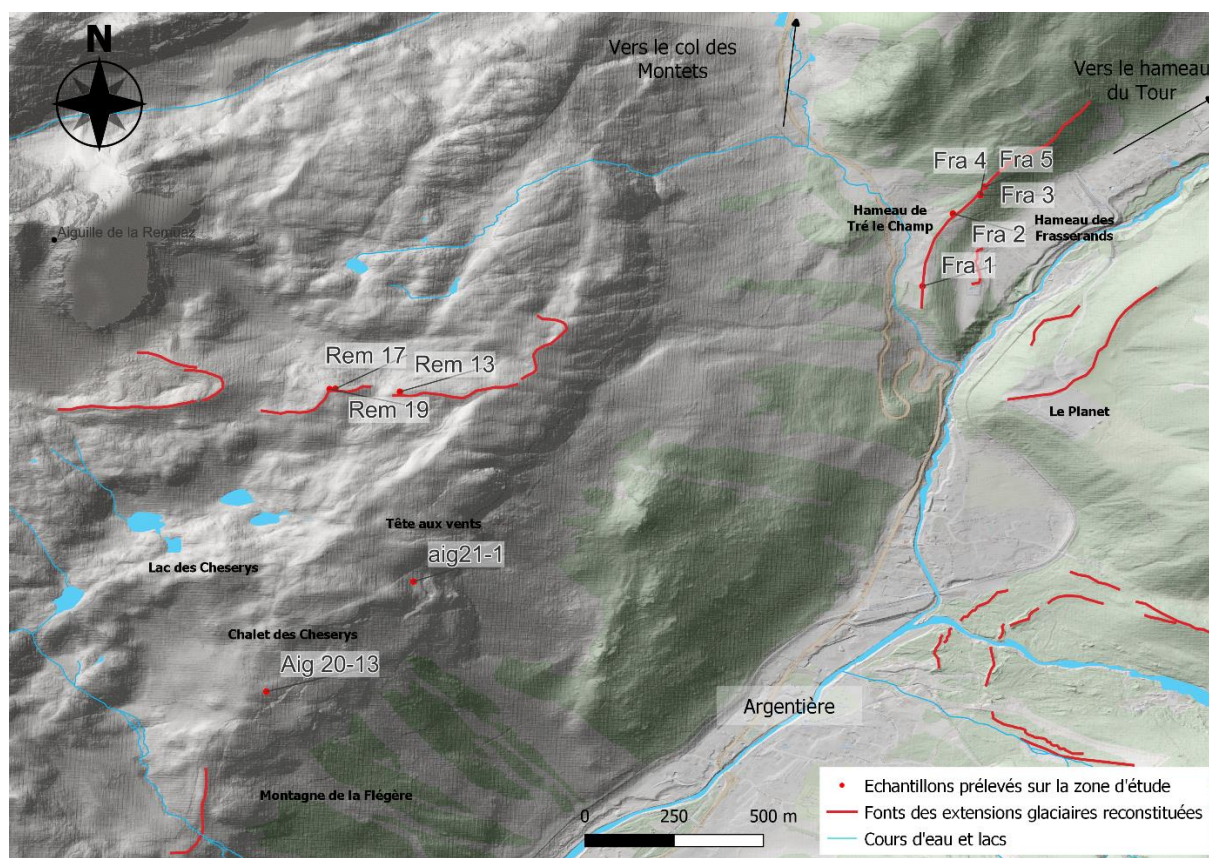 N
Vers le col des
Montets
Vers le hameau
du Tour
Fra 4
Fra 5
Fra 3
Aiguille de la Remuaz
Hameau de
Tré le Champ
Hameau des
Frasserands
Fra 2
Fra 1
Rem 17
Rem 13
Rem 19
Le Planet
Tête aux vents
aig21-1
Lac des Cheserys
Chalet des Cheserys
Aig 20-13
Argentière
Montagne de la Flégère
0 250 500 m
Echantillons prélevés sur la zone d'étude
Fonts des extensions glaciaires reconstituées
Cours d'eau et lacs